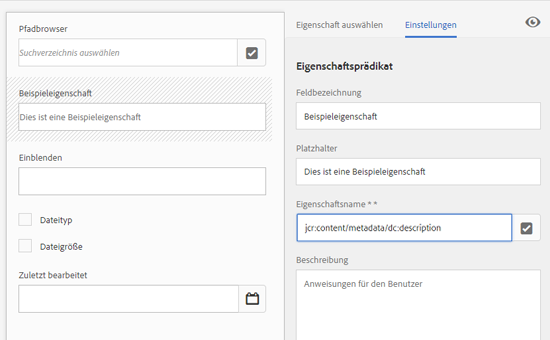 Pfadbrowser
Suchverzeichnis auswählen
Beispieleigenschaft
Dies ist eine Beispieleigenschaft
Einblenden
Dateityp
Dateigröße
Zuletzt bearbeitet
Eigenschaft auswählen
Einstellungen
Eigenschaftsprädikat
Feldbezeichnung
Beispieleigenschaft
Platzhalter
Dies ist eine Beispieleigenschaft
Eigenschaftsname * *
jcr:content/metadata/dc:description
Beschreibung
Anweisungen für den Benutzer